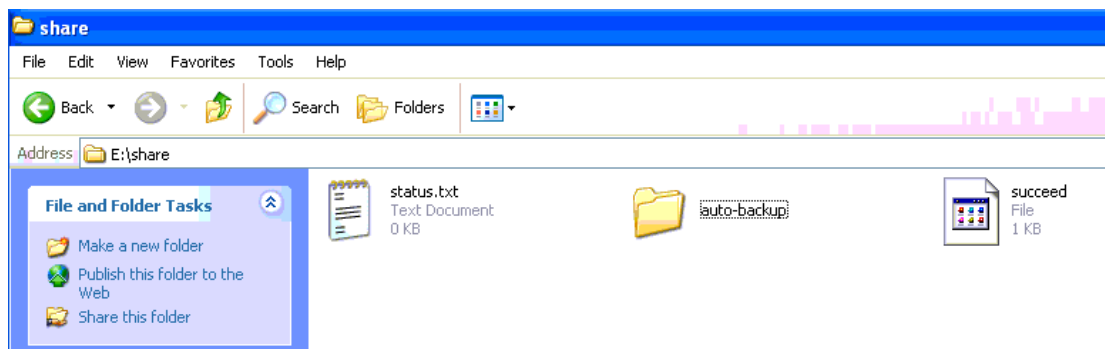 share
File Edit View Favorites Tools Help
Back Search Folders
Address E:\share
File and Folder Tasks
Make a new folder
Publish this folder to the
Web
Share this folder
status.txt
Text Document
0 KB
auto-backup
succeed
File
1 KB